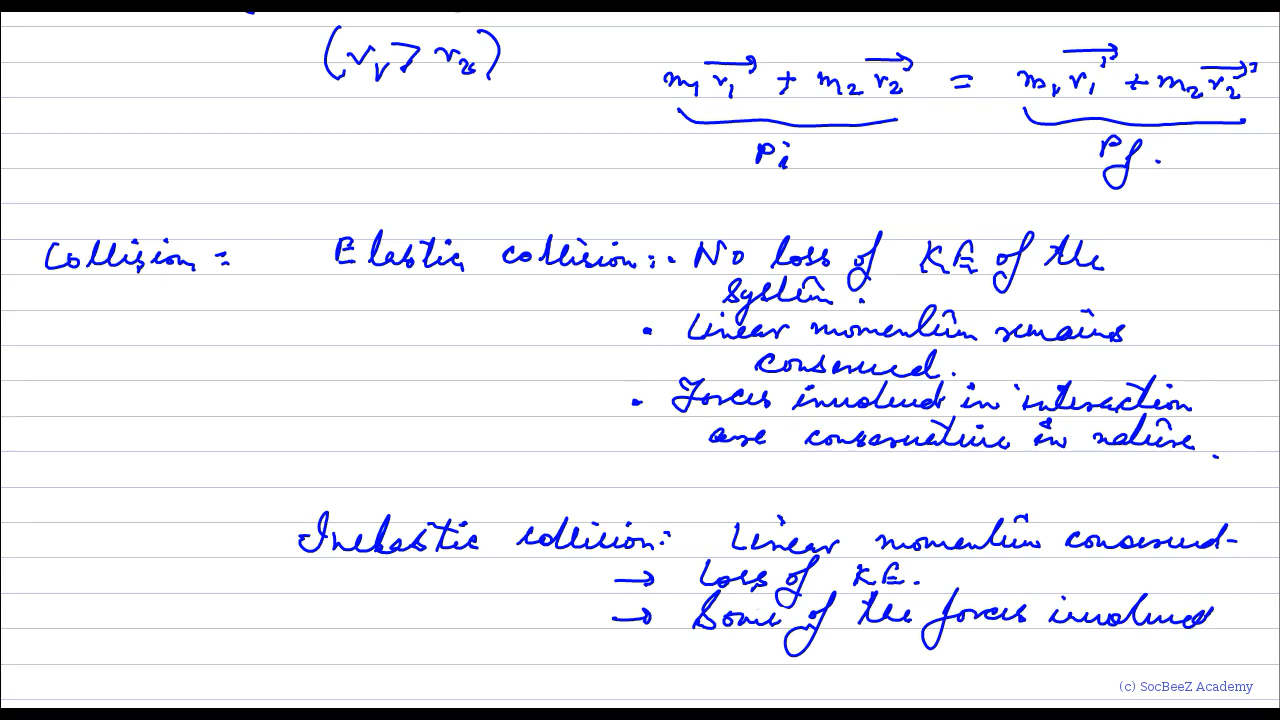 (v₁ > v₂)
m₁v₁⃗ + m₂v₂⃗ = m₁v₁⃗' + m₂v₂⃗'
Pi Pf.
Collision = Elastic collision:· No loss of KE of the
system.
· Linear momentum remains
conserved.
· Forces involved in interaction
are conservative in nature.
Inelastic collision:- Linear momentum conserved-
→ Loss of KE.
→ Some of the forces involved
(c) SocBeeZ Academy